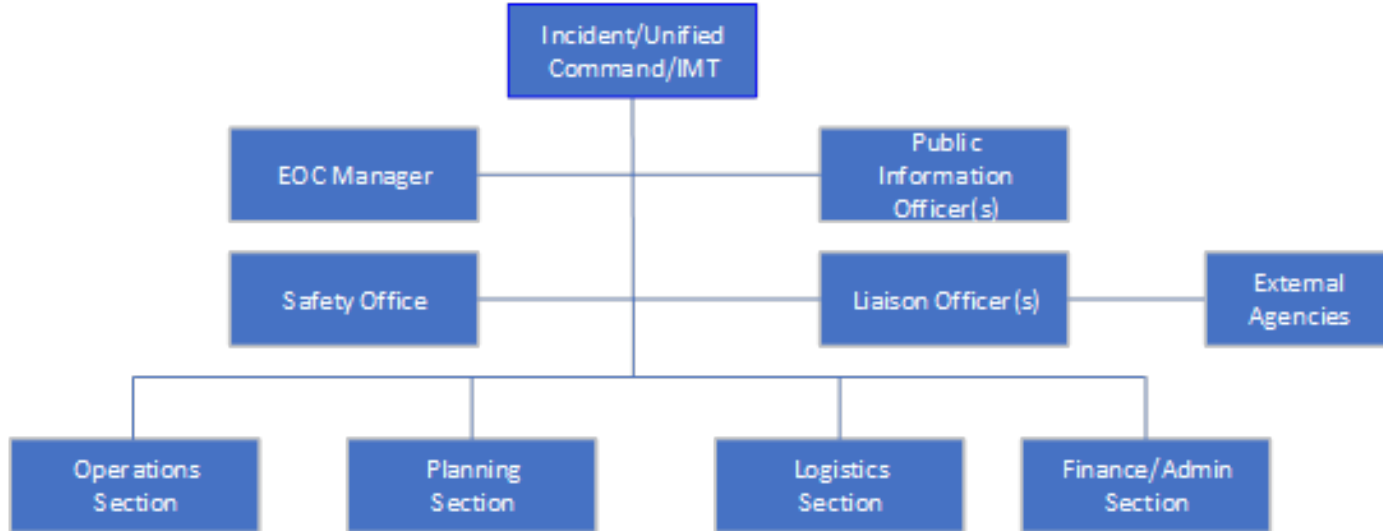 Incident/Unified
Command/IMT
EOC Manager
Public
Information
Officer(s)
Safety Office
Liaison Officer(s)
External
Agencies
Operations
Section
Planning
Section
Logistics
Section
Finance/Admin
Section